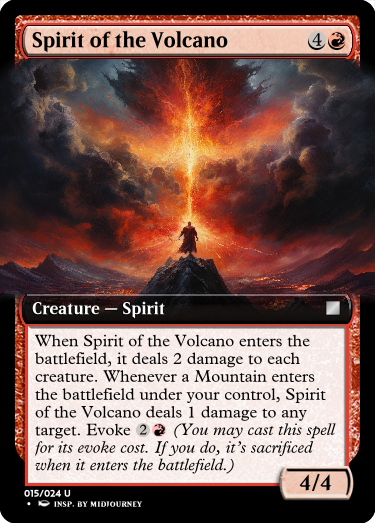 Spirit of the Volcano 4
Creature — Spirit
When Spirit of the Volcano enters the
battlefield, it deals 2 damage to each
creature. Whenever a Mountain enters
the battlefield under your control, Spirit
of the Volcano deals 1 damage to any
target. Evoke 2 (You may cast this spell
for its evoke cost. If you do, it's sacrificed
when it enters the battlefield.)
4/4
015/024 U
• INSP. BY MIDJOURNEY